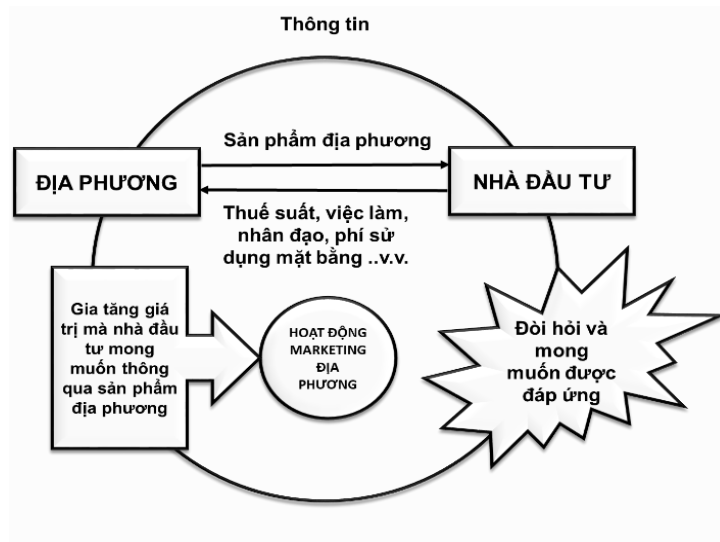 Thông tin
Sản phẩm địa phương
ĐỊA PHƯƠNG
NHÀ ĐẦU TƯ
Thuế suất, việc làm,
nhân đạo, phí sử
dụng mặt bằng ..v.v.
Gia tăng giá
trị mà nhà đầu
tư mong
muốn thông
qua sản phẩm
địa phương
HOẠT ĐỘNG
MARKETING
ĐỊA
PHƯƠNG
Đòi hỏi và
mong
muốn được
đáp ứng